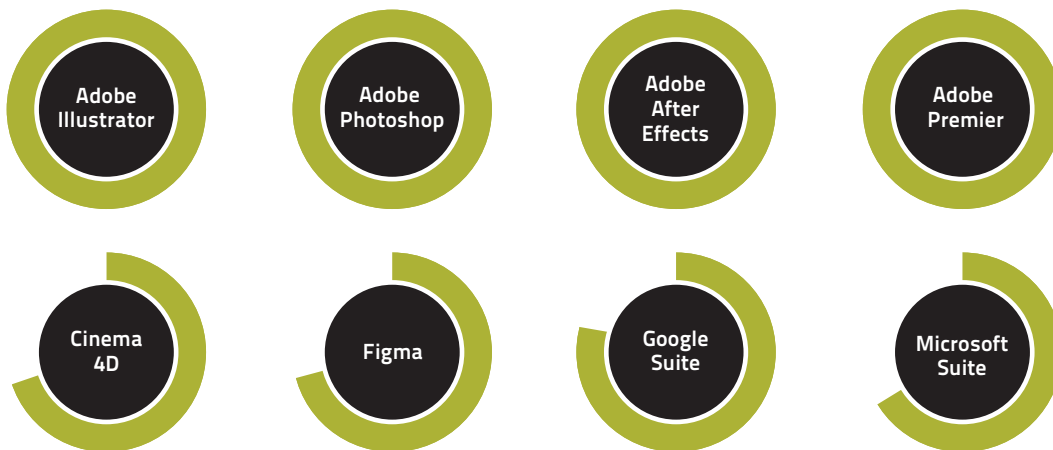 Adobe
Illustrator
Adobe
Photoshop
Adobe
After
Effects
Adobe
Premier
Cinema
4D
Figma
Google
Suite
Microsoft
Suite